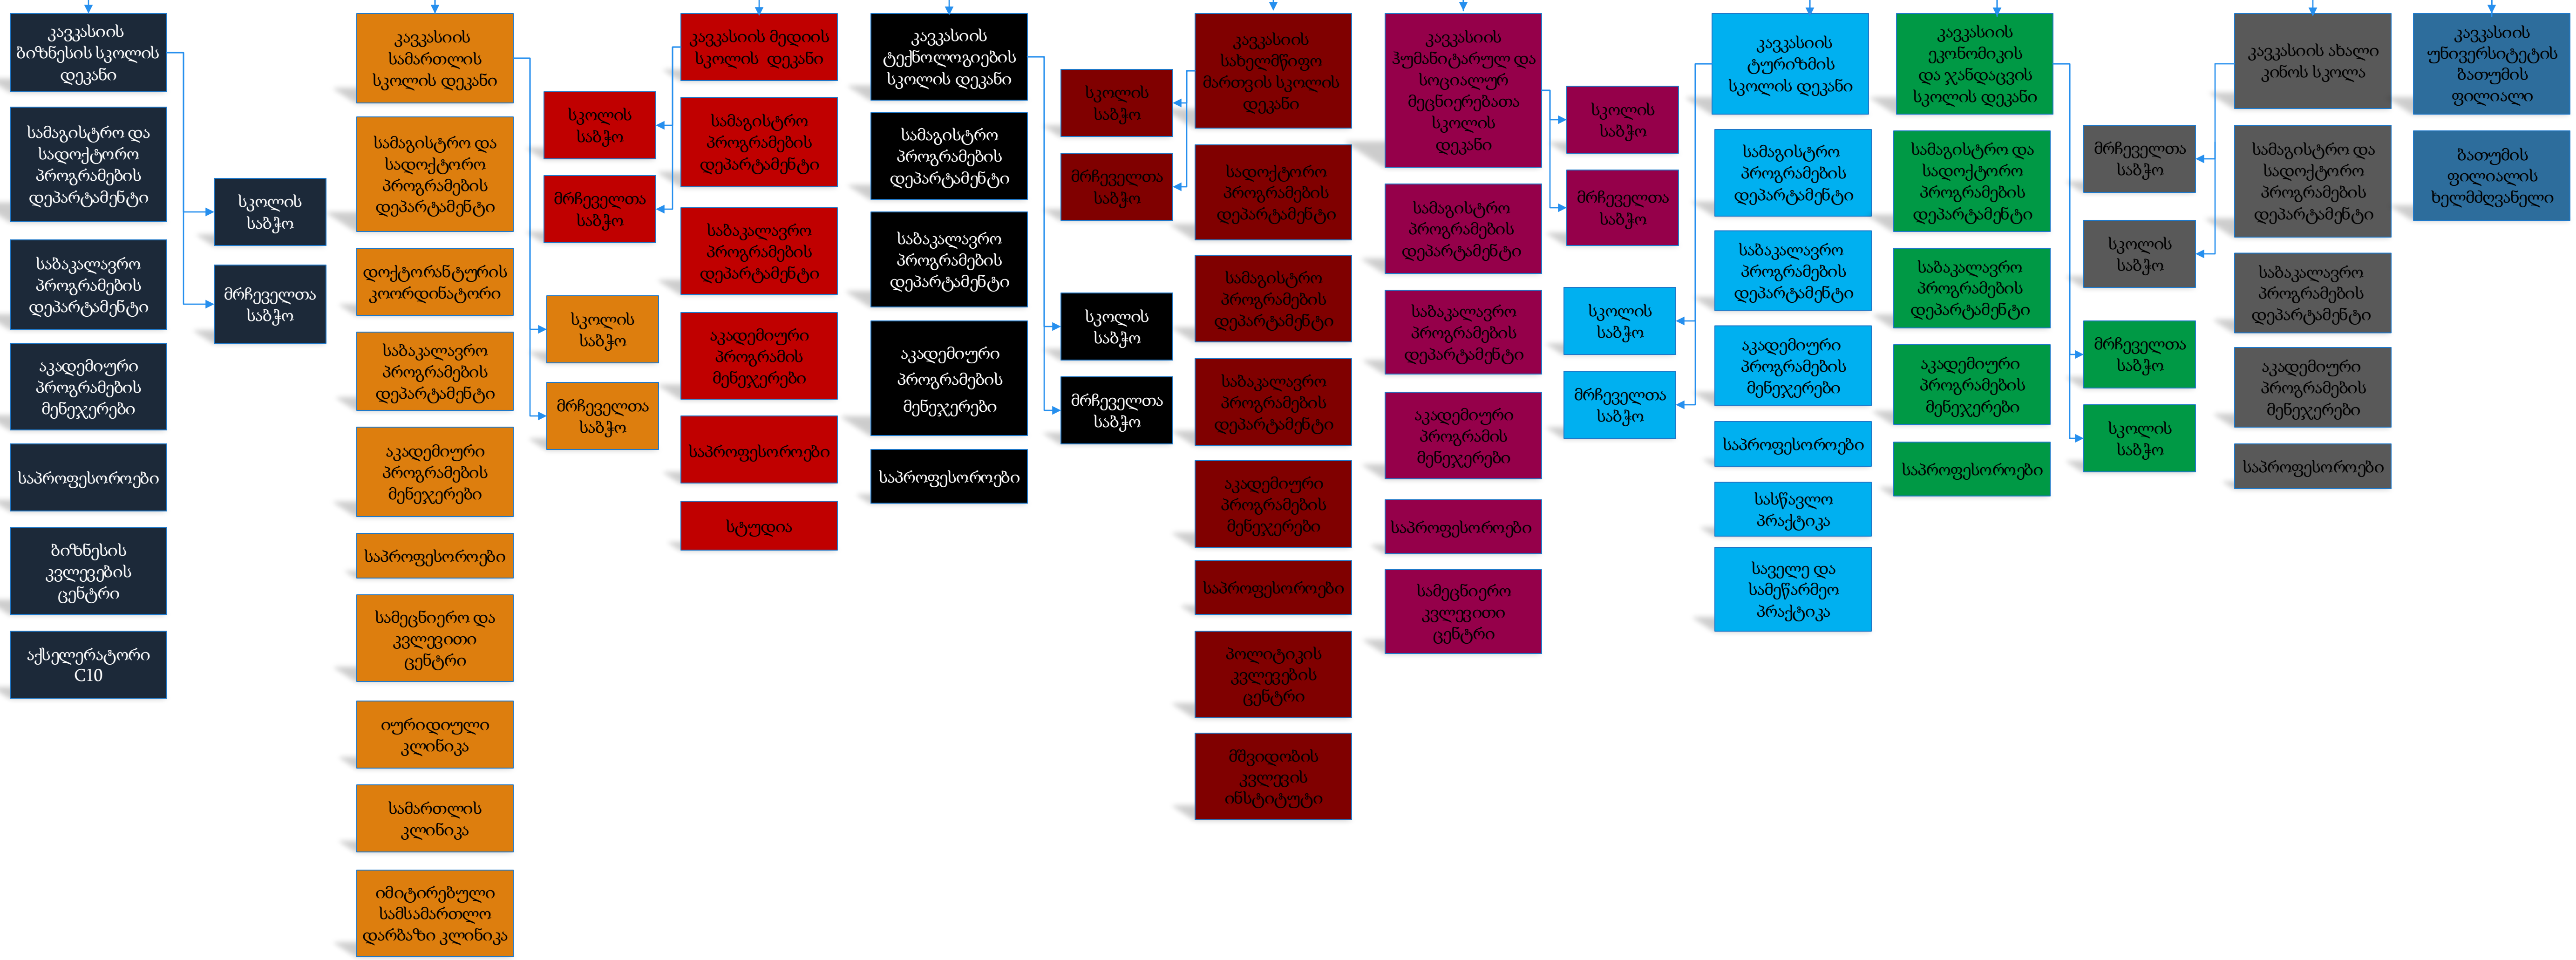 კავკასიის
ბიზნესის სკოლის
დეკანი
სამაგისტრო და
სადოქტორო
პროგრამების
დეპარტამენტი
საბაკალავრო
პროგრამების
დეპარტამენტი
აკადემიური
პროგრამების
მენეჯერები
საპროფესოროები
ბიზნესის
კვლევების
ცენტრი
აქსელერატორი
C10
სკოლის
საბჭო
მრჩეველთა
საბჭო
კავკასიის
სამართლის
სკოლის დეკანი
სამაგისტრო და
სადოქტორო
პროგრამების
დეპარტამენტი
დოქტორანტურის
კოორდინატორი
საბაკალავრო
პროგრამების
დეპარტამენტი
აკადემიური
პროგრამების
მენეჯერები
საპროფესოროები
სამეცნიერო და
კვლევითი
ცენტრი
იურიდიული
კლინიკა
სამართლის
კლინიკა
იმიტირებული
სამსამართლო
დარბაზი კლინიკა
სკოლის
საბჭო
მრჩეველთა
საბჭო
სკოლის
საბჭო
მრჩეველთა
საბჭო
კავკასიის მედიის
სკოლის დეკანი
სამაგისტრო
პროგრამების
დეპარტამენტი
საბაკალავრო
პროგრამების
დეპარტამენტი
აკადემიური
პროგრამის
მენეჯერები
საპროფესოროები
სტუდია
კავკასიის
ტექნოლოგიების
სკოლის დეკანი
სამაგისტრო
პროგრამების
დეპარტამენტი
საბაკალავრო
პროგრამების
დეპარტამენტი
აკადემიური
პროგრამების
მენეჯერები
საპროფესოროები
სკოლის
საბჭო
მრჩეველთა
საბჭო
სკოლის
საბჭო
მრჩეველთა
საბჭო
კავკასიის
სახელმწიფო
მართვის სკოლის
დეკანი
სადოქტორო
პროგრამების
დეპარტამენტი
სამაგისტრო
პროგრამების
დეპარტამენტი
საბაკალავრო
პროგრამების
დეპარტამენტი
აკადემიური
პროგრამების
მენეჯერები
საპროფესოროები
პოლიტიკის
კვლევების
ცენტრი
მშვიდობის
კვლევის
ინსტიტუტი
კავკასიის
ჰუმანიტარულ და
სოციალურ
მეცნიერებათა
სკოლის
დეკანი
სამაგისტრო
პროგრამების
დეპარტამენტი
საბაკალავრო
პროგრამების
დეპარტამენტი
აკადემიური
პროგრამის
მენეჯერები
საპროფესოროები
სამეცნიერო
კვლევითი
ცენტრი
სკოლის
საბჭო
მრჩეველთა
საბჭო
სკოლის
საბჭო
მრჩეველთა
საბჭო
კავკასიის
ტურიზმის
სკოლის დეკანი
სამაგისტრო
პროგრამების
დეპარტამენტი
საბაკალავრო
პროგრამების
დეპარტამენტი
აკადემიური
პროგრამების
მენეჯერები
საპროფესოროები
სასწავლო
პრაქტიკა
საველე და
სამეწარმეო
პრაქტიკა
კავკასიის
ეკონომიკის
და ჯანდაცვის
სკოლის დეკანი
სამაგისტრო და
სადოქტორო
პროგრამების
დეპარტამენტი
საბაკალავრო
პროგრამების
დეპარტამენტი
აკადემიური
პროგრამების
მენეჯერები
საპროფესოროები
მრჩეველთა
საბჭო
სკოლის
საბჭო
მრჩეველთა
საბჭო
სკოლის
საბჭო
კავკასიის ახალი
კინოს სკოლა
სამაგისტრო და
სადოქტორო
პროგრამების
დეპარტამენტი
საბაკალავრო
პროგრამების
დეპარტამენტი
აკადემიური
პროგრამების
მენეჯერები
საპროფესოროები
კავკასიის
უნივერსიტეტის
ბათუმის
ფილიალი
ბათუმის
ფილიალის
ხელმძღვანელი